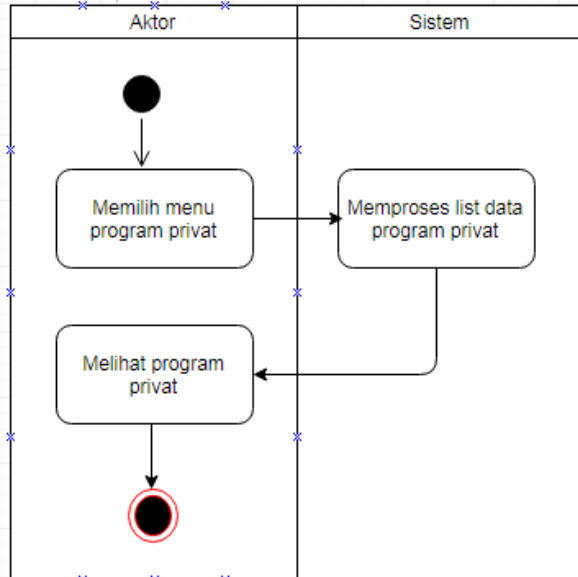 Aktor
Sistem
Memilih menu
program privat
Memproses list data
program privat
Melihat program
privat